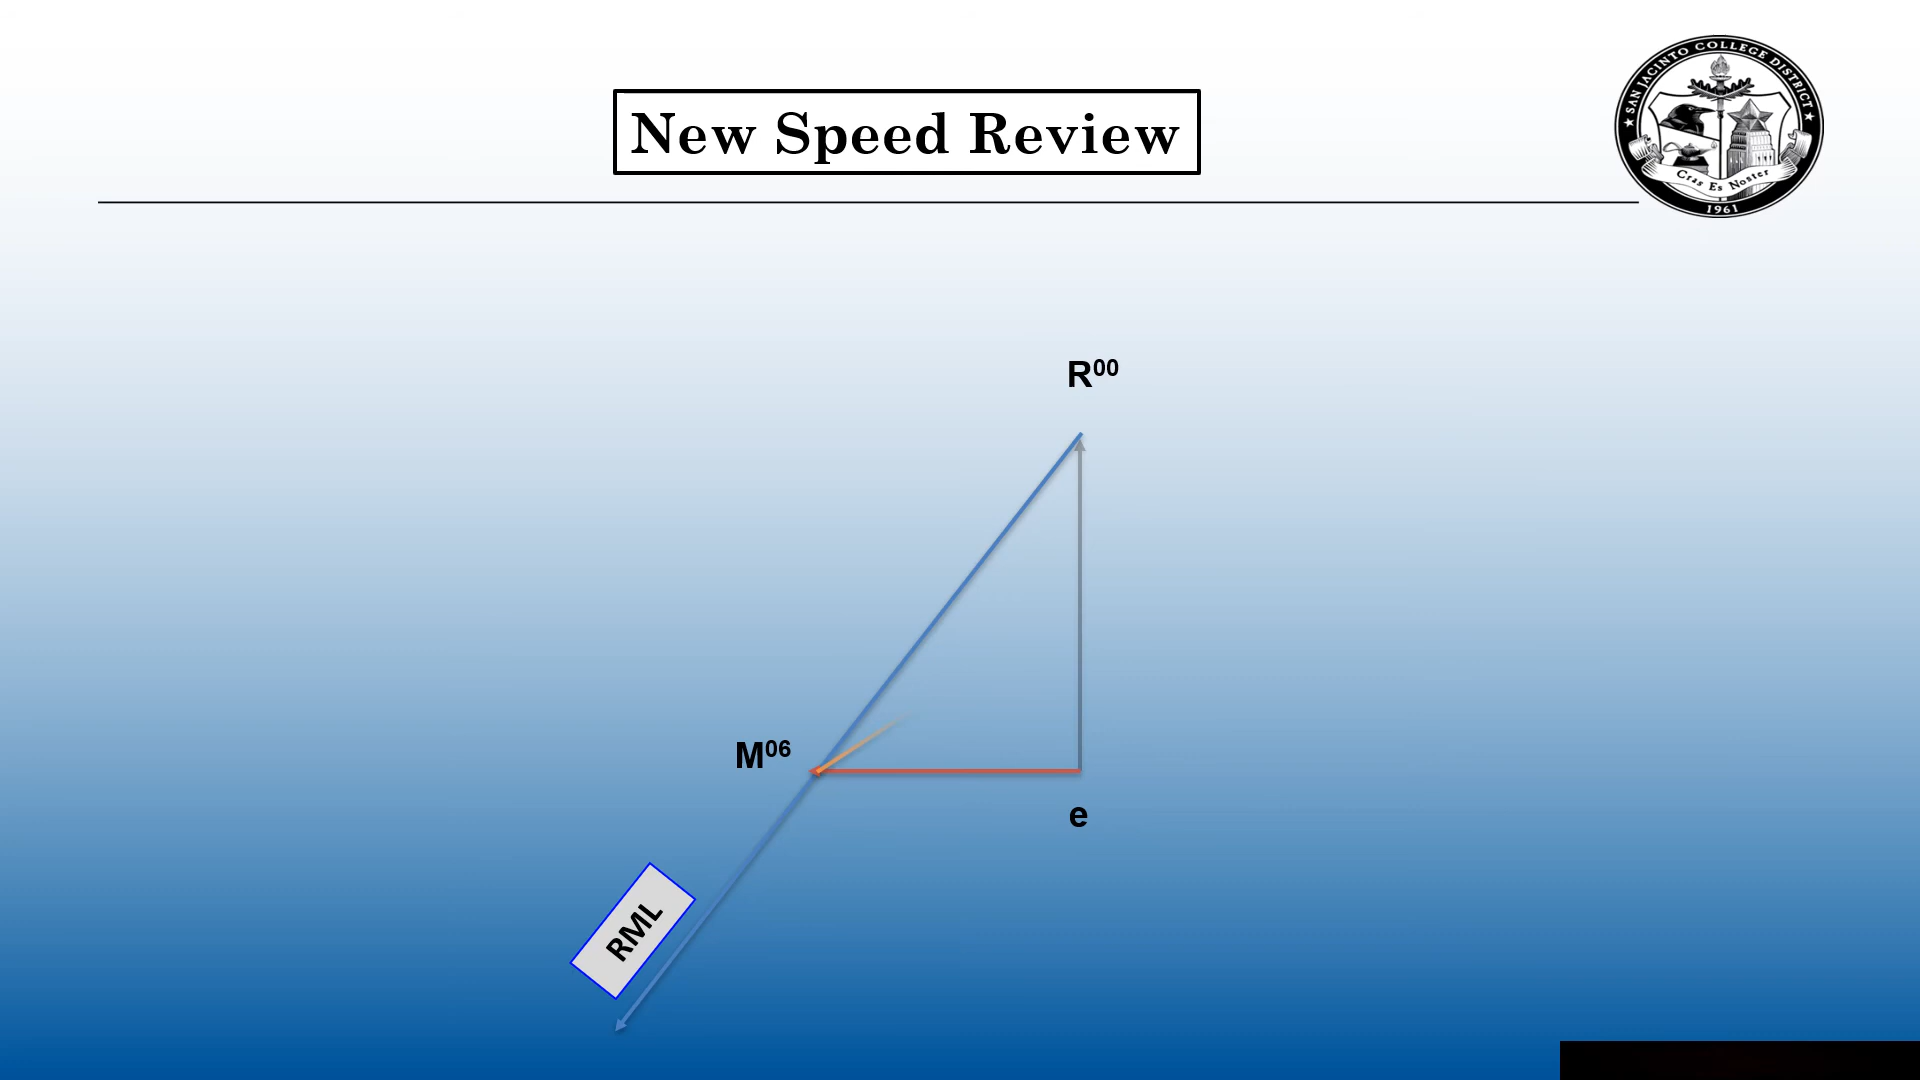 New Speed Review
★ SAN JACINTO COLLEGE DISTRICT ★
Cras Es Noster
1961
R⁰⁰
M⁰⁶
e
RML